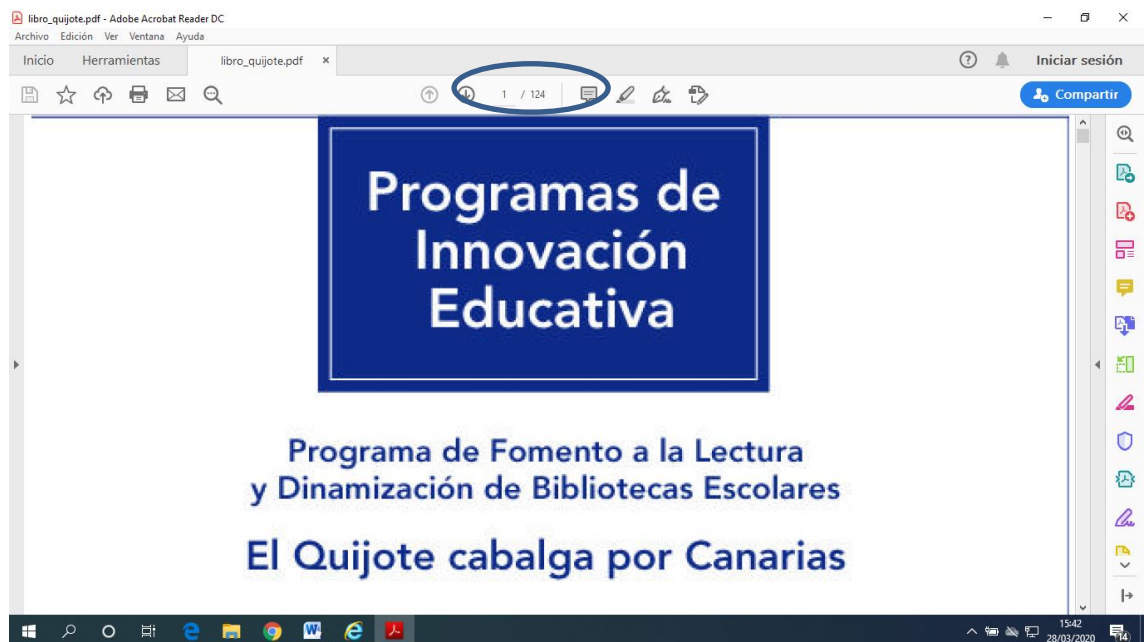 libro_quijote.pdf - Adobe Acrobat Reader DC
Archivo Edición Ver Ventana Ayuda
Inicio Herramientas libro_quijote.pdf × Iniciar sesión
1 / 124 Compartir
Programas de
Innovación
Educativa
Programa de Fomento a la Lectura
y Dinamización de Bibliotecas Escolares
El Quijote cabalga por Canarias
15:42
28/03/2020
14